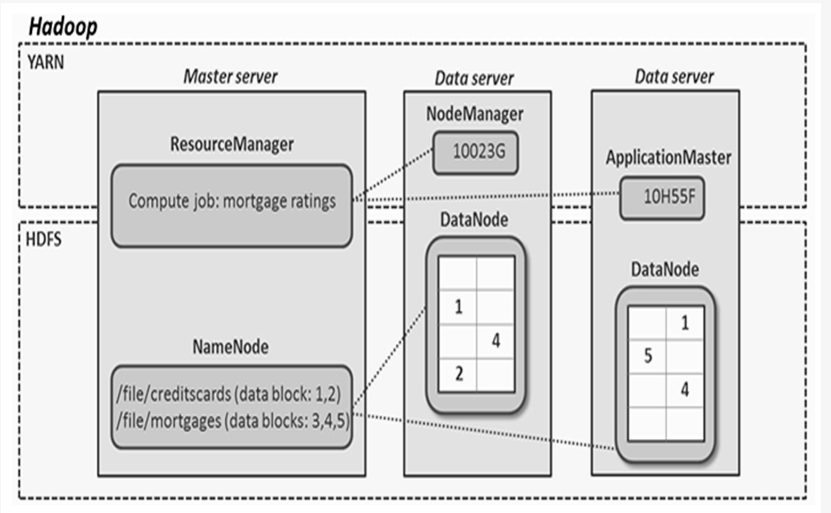 Hadoop
YARN
Master server
Data server
Data server
NodeManager
ResourceManager
10023G
ApplicationMaster
Compute job: mortgage ratings
10H55F
DataNode
HDFS
DataNode
1
1
4
5
NameNode
2
4
/file/creditscards (data block: 1,2)
/file/mortgages (data blocks: 3,4,5)